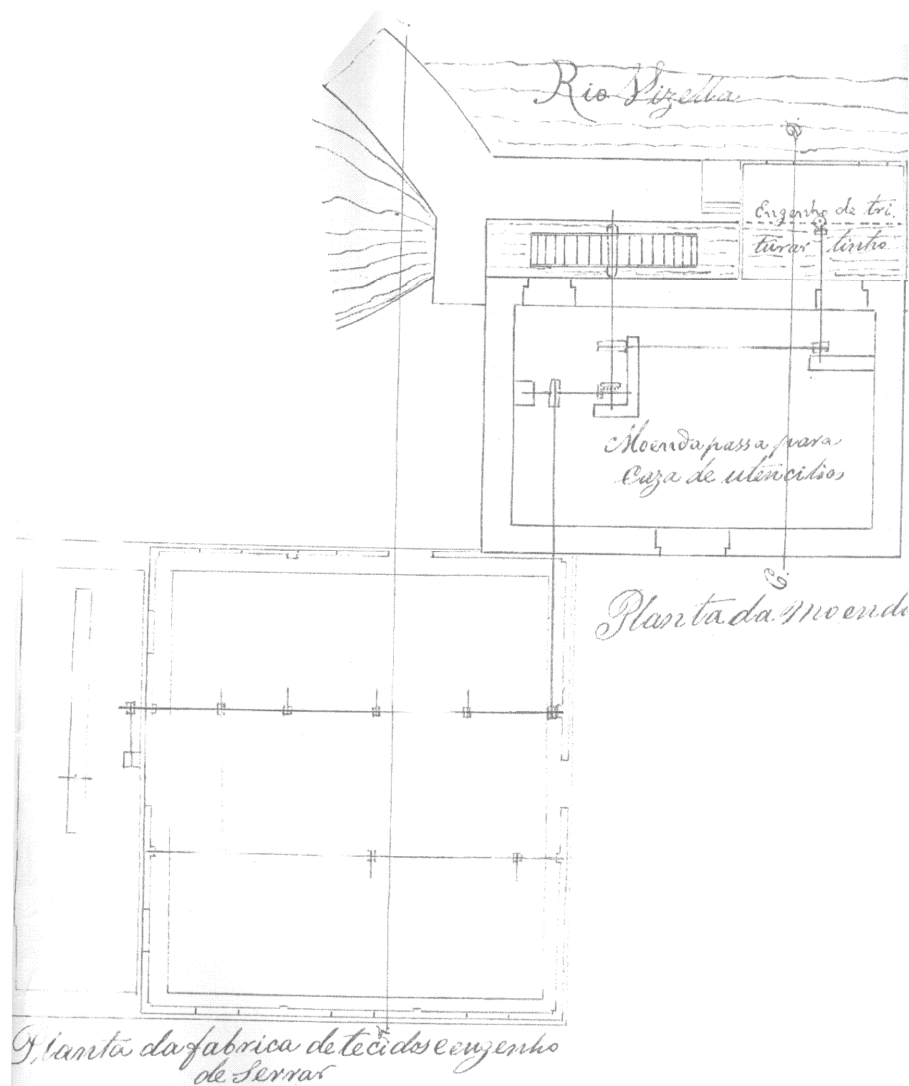 Rio Vizella
D.
Engenho de tri.
turar linho
Moenda passa para
Caza de utencilios
C.
Planta da Moenda
Planta da fabrica de tecidos e engenho
de Serrar